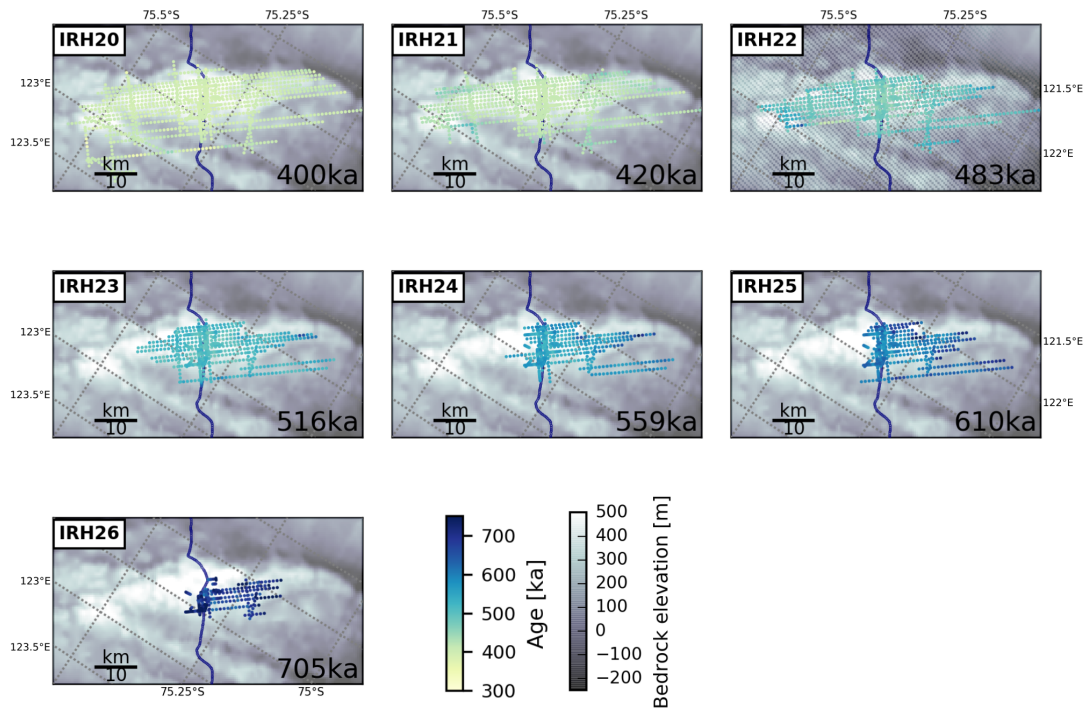 75.5°S 75.25°S 75.5°S 75.25°S 75.5°S 75.25°S
IRH20 IRH21 IRH22
123°E 121.5°E
123.5°E 122°E
km 10 400ka km 10 420ka km 10 483ka
IRH23 IRH24 IRH25
123°E 121.5°E
123.5°E 122°E
km 10 516ka km 10 559ka km 10 610ka
IRH26
123°E
123.5°E
km 10 705ka
75.25°S 75°S
700
600
500
400
300
Age [ka]
500
400
300
200
100
0
−100
−200
Bedrock elevation [m]